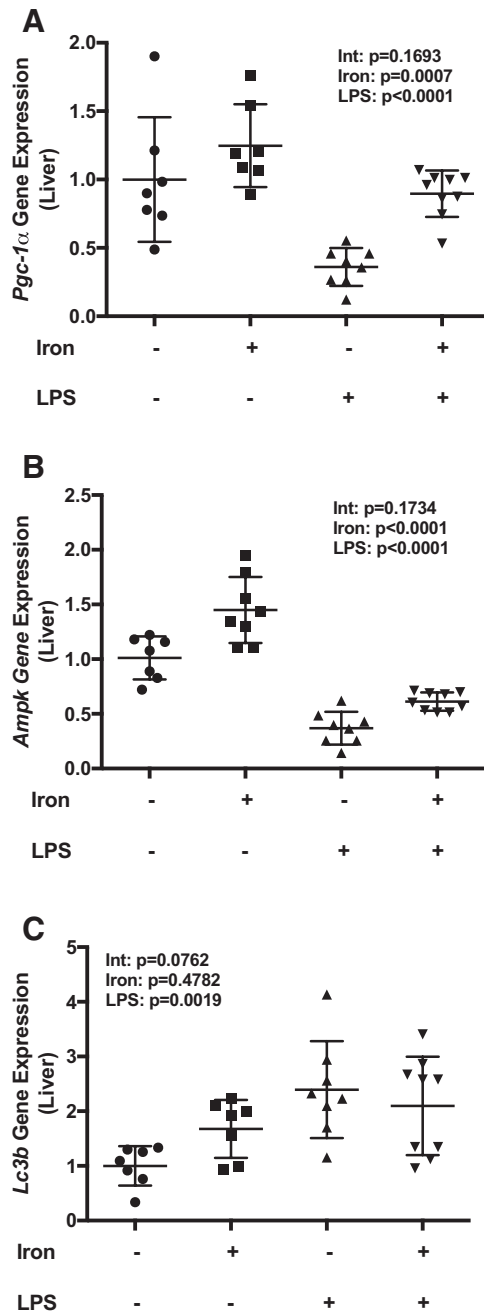 A
Pgc-1α Gene Expression
(Liver)
2.0
1.5
1.0
0.5
0.0
Int: p=0.1693
Iron: p=0.0007
LPS: p<0.0001
Iron - + - +
LPS - - + +
B
Ampk Gene Expression
(Liver)
2.5
2.0
1.5
1.0
0.5
0.0
Int: p=0.1734
Iron: p<0.0001
LPS: p<0.0001
Iron - + - +
LPS - - + +
C
Lc3b Gene Expression
(Liver)
5
4
3
2
1
0
Int: p=0.0762
Iron: p=0.4782
LPS: p=0.0019
Iron - + - +
LPS - - + +